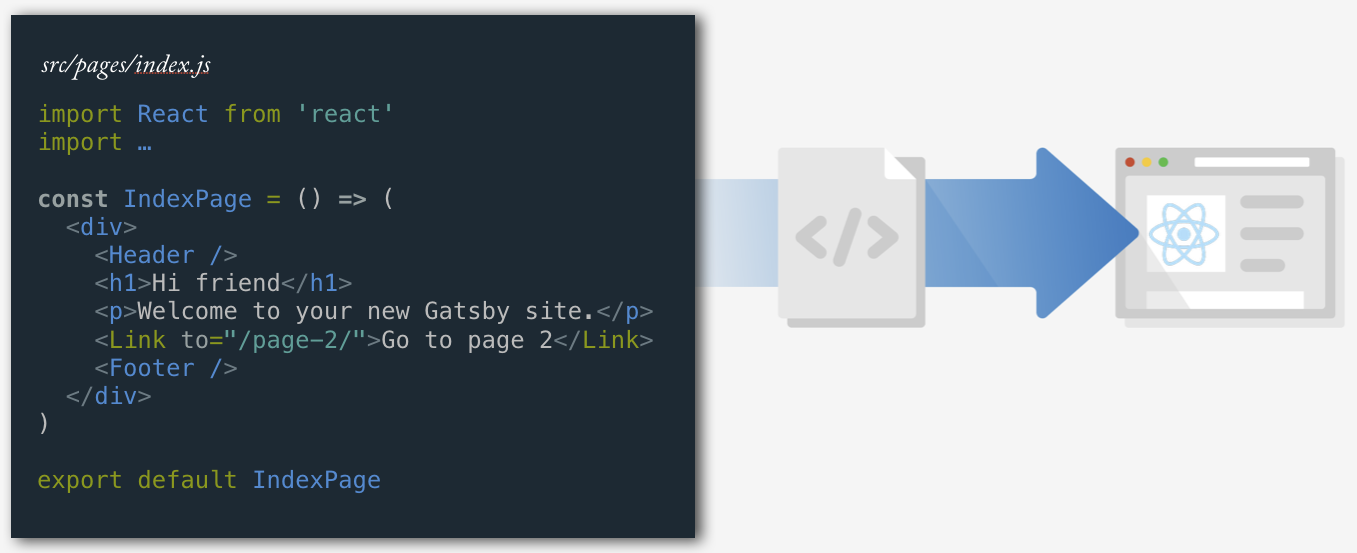 src/pages/index.js
import React from 'react'
import …
const IndexPage = () => (
<div>
<Header />
<h1>Hi friend</h1>
<p>Welcome to your new Gatsby site.</p>
<Link to="/page-2/">Go to page 2</Link>
<Footer />
</div>
)
export default IndexPage
</>